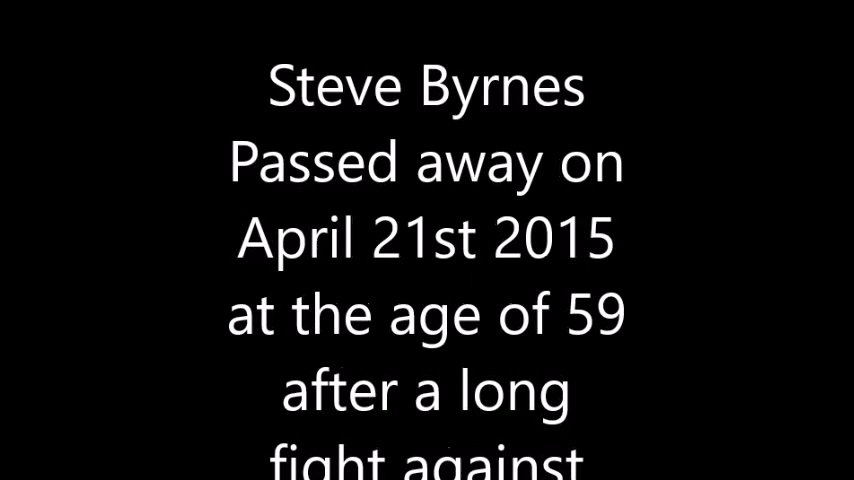 Steve Byrnes
Passed away on
April 21st 2015
at the age of 59
after a long
fight against